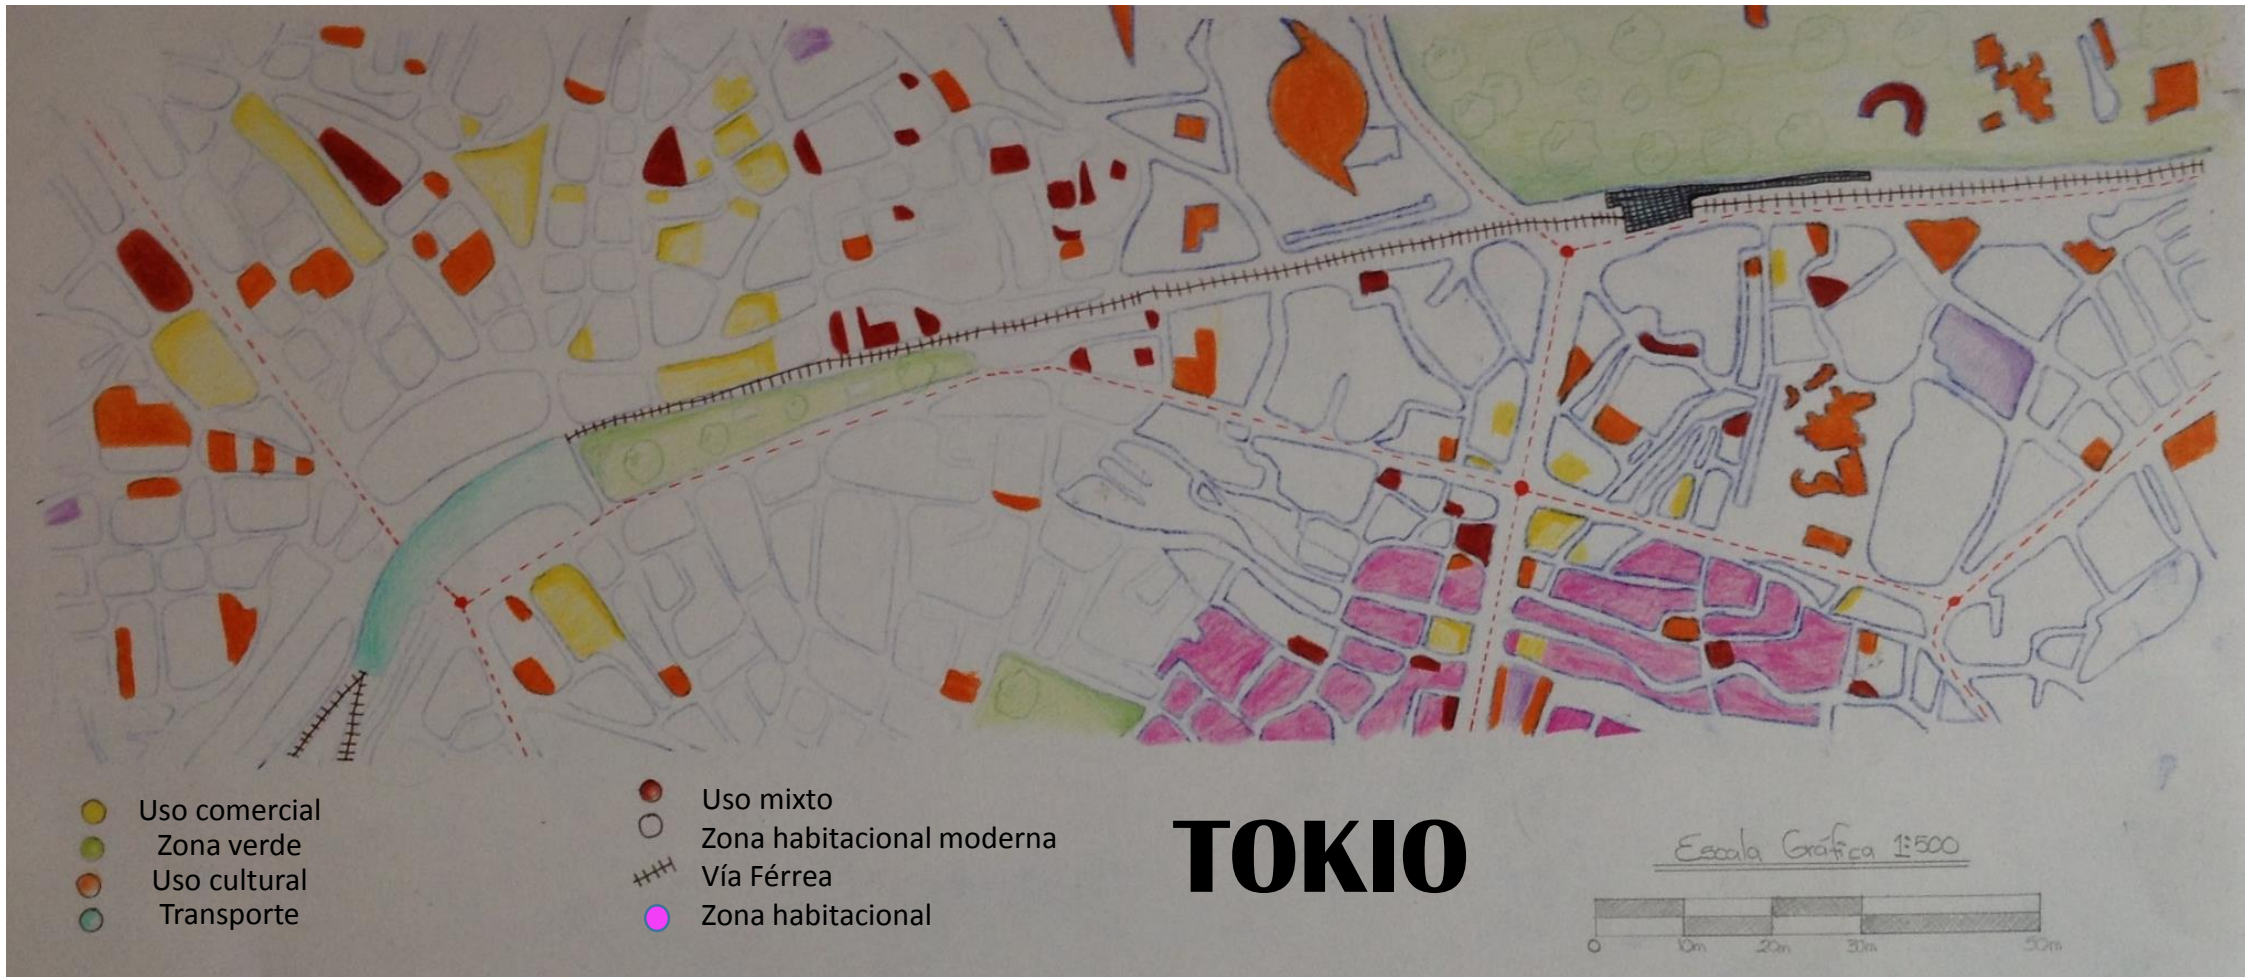 Uso comercial
Zona verde
Uso cultural
Transporte
Uso mixto
Zona habitacional moderna
Vía Férrea
Zona habitacional
TOKIO
Escala Gráfica 1:500
0 10m 20m 30m 50m